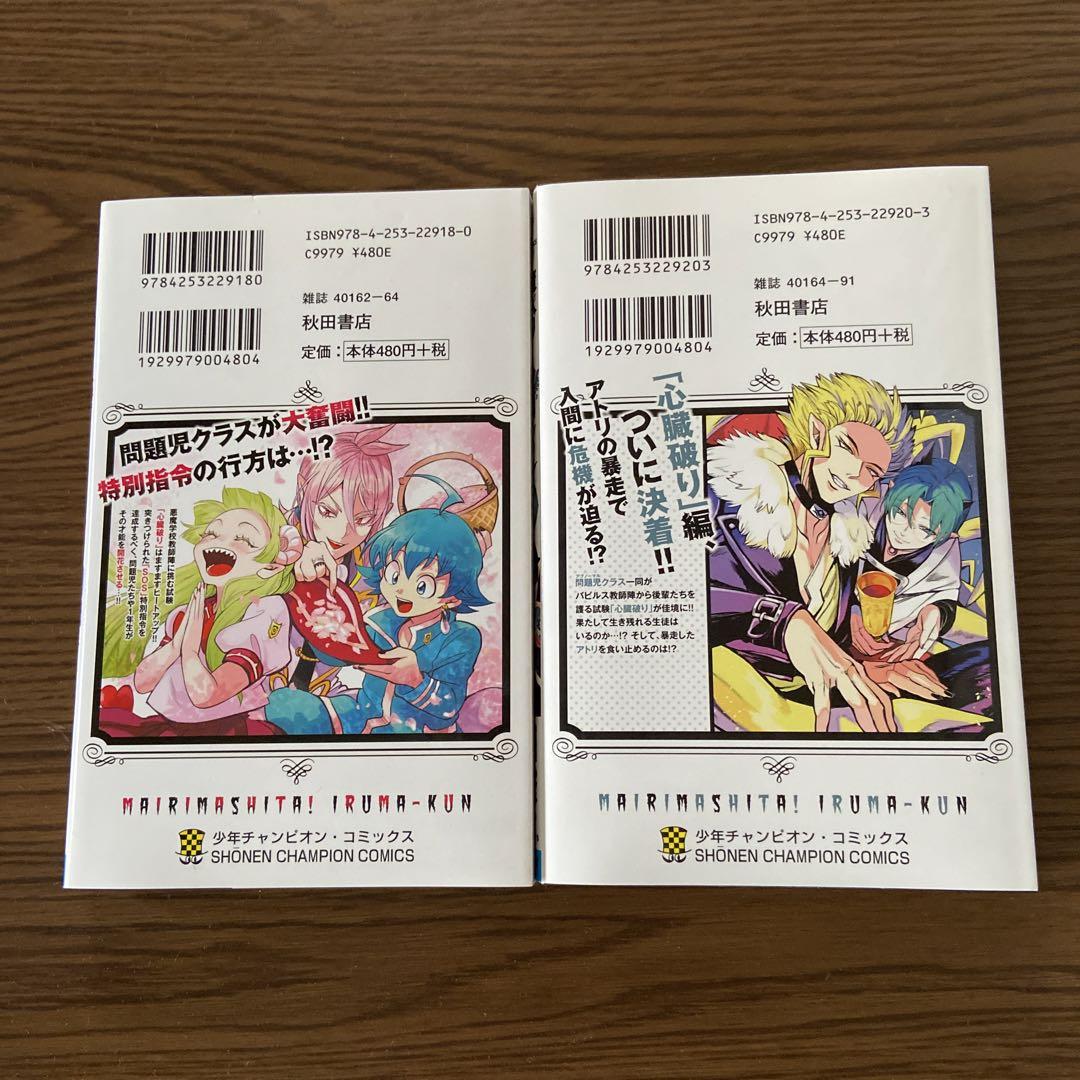 ISBN978-4-253-22918-0
C9979 ¥480E
9784253229180
雑誌 40162-64
秋田書店
1929979004804
定価：本体480円+税
問題児クラスが大奮闘!!
特別指令の行方は…!?
悪魔学校教師陣に挑む試験
「心臓破り」はますますヒートアップ!!
突きつけられた「SOS」特別指令を
達成するべく、問題児たちや1年生が
その才能を開花させる…!!
MAIRIMASHITA! IRUMA-KUN
少年チャンピオン・コミックス
SHŌNEN CHAMPION COMICS
ISBN978-4-253-22920-3
C9979 ¥480E
9784253229203
雑誌 40164-91
秋田書店
1929979004804
定価：本体480円+税
「心臓破り」編、
ついに決着!!
アトリの暴走で
入間に危機が迫る!?
問題児クラス一同が
バビルス教師陣から後輩たちを
護る試験「心臓破り」が佳境に!!
果たして生き残れる生徒は
いるのか…!? そして、暴走した
アトリを食い止めるのは!?
MAIRIMASHITA! IRUMA-KUN
少年チャンピオン・コミックス
SHŌNEN CHAMPION COMICS